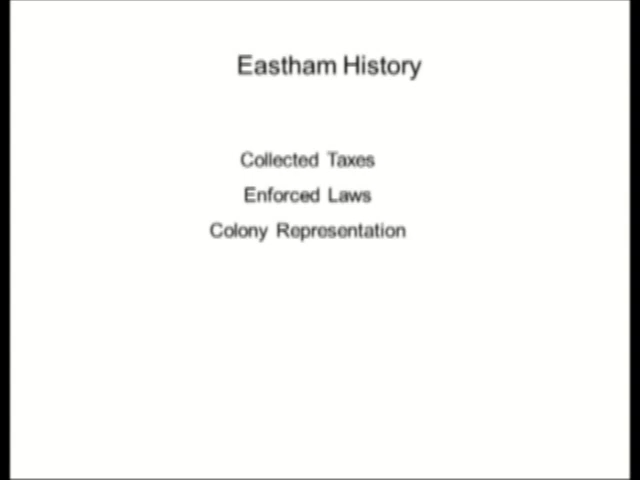 Eastham History
Collected Taxes
Enforced Laws
Colony Representation